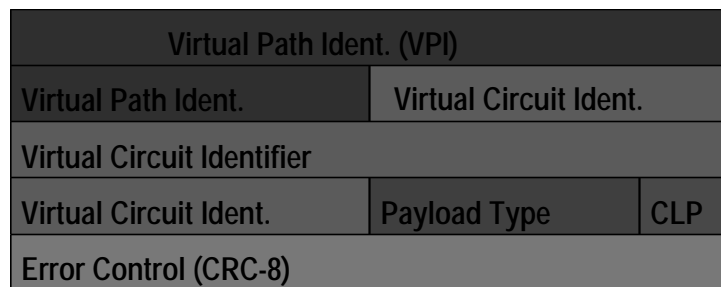 Virtual Path Ident. (VPI)
Virtual Path Ident. Virtual Circuit Ident.
Virtual Circuit Identifier
Virtual Circuit Ident. Payload Type CLP
Error Control (CRC-8)